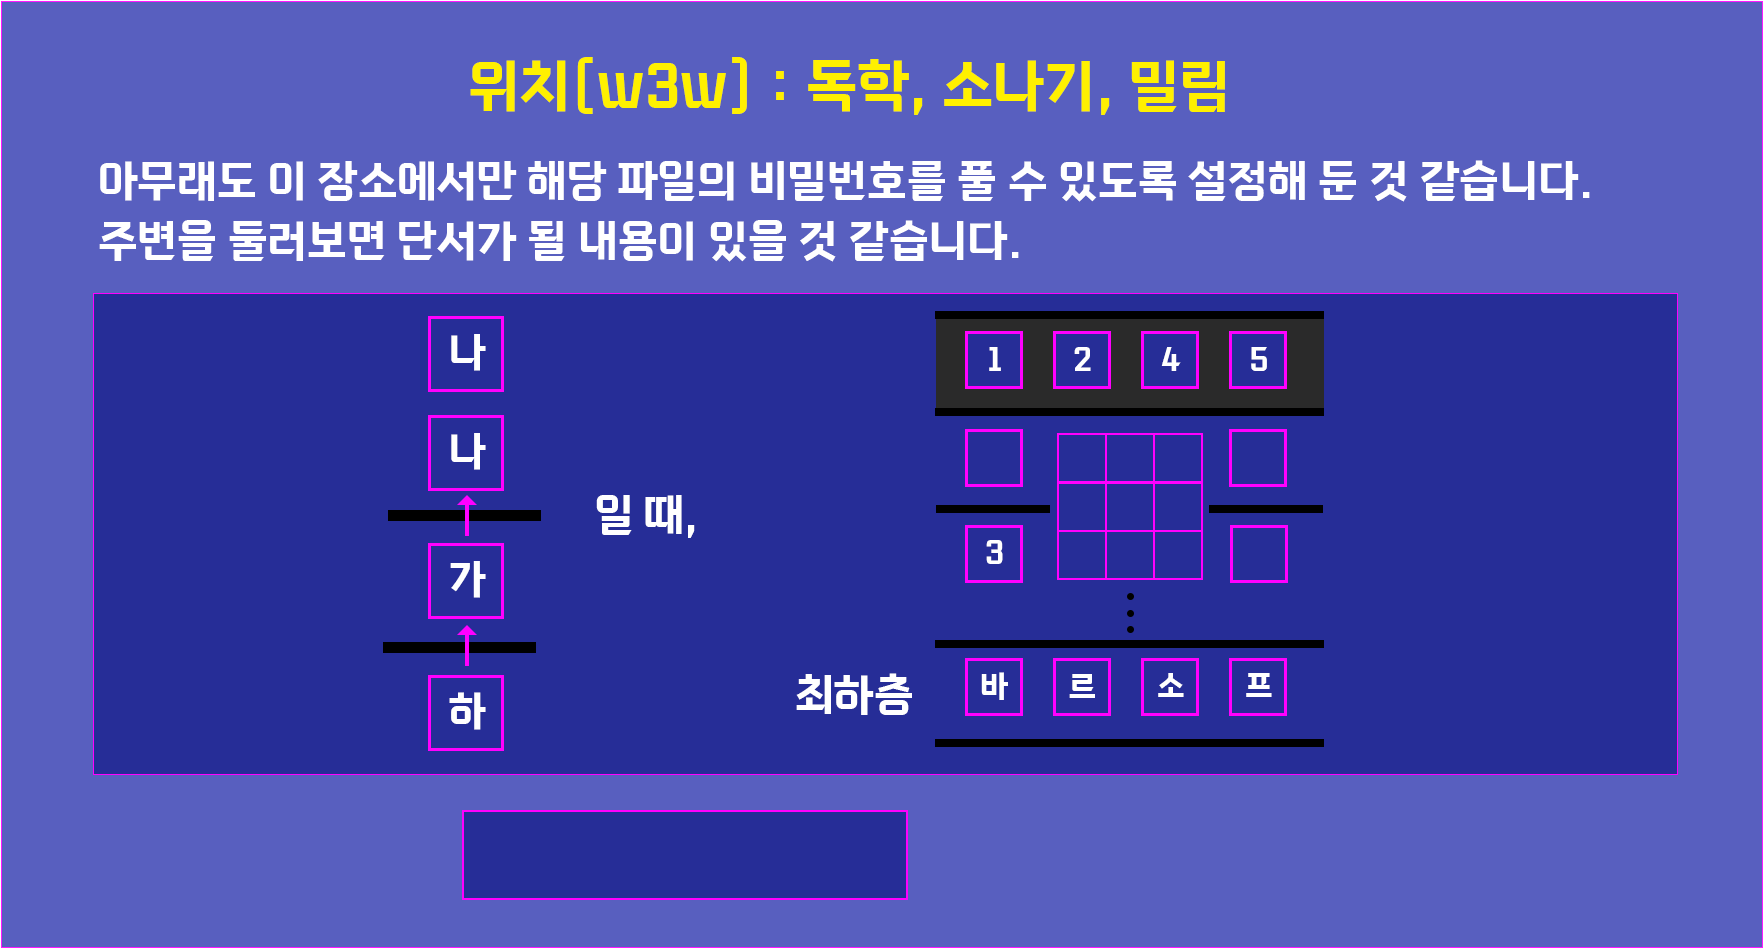 위치(w3w) : 독학, 소나기, 밀림
아무래도 이 장소에서만 해당 파일의 비밀번호를 풀 수 있도록 설정해 둔 것 같습니다.
주변을 둘러보면 단서가 될 내용이 있을 것 같습니다.
나
나
가
하
일 때,
1 2 4 5
3
최하층 바 르 소 프